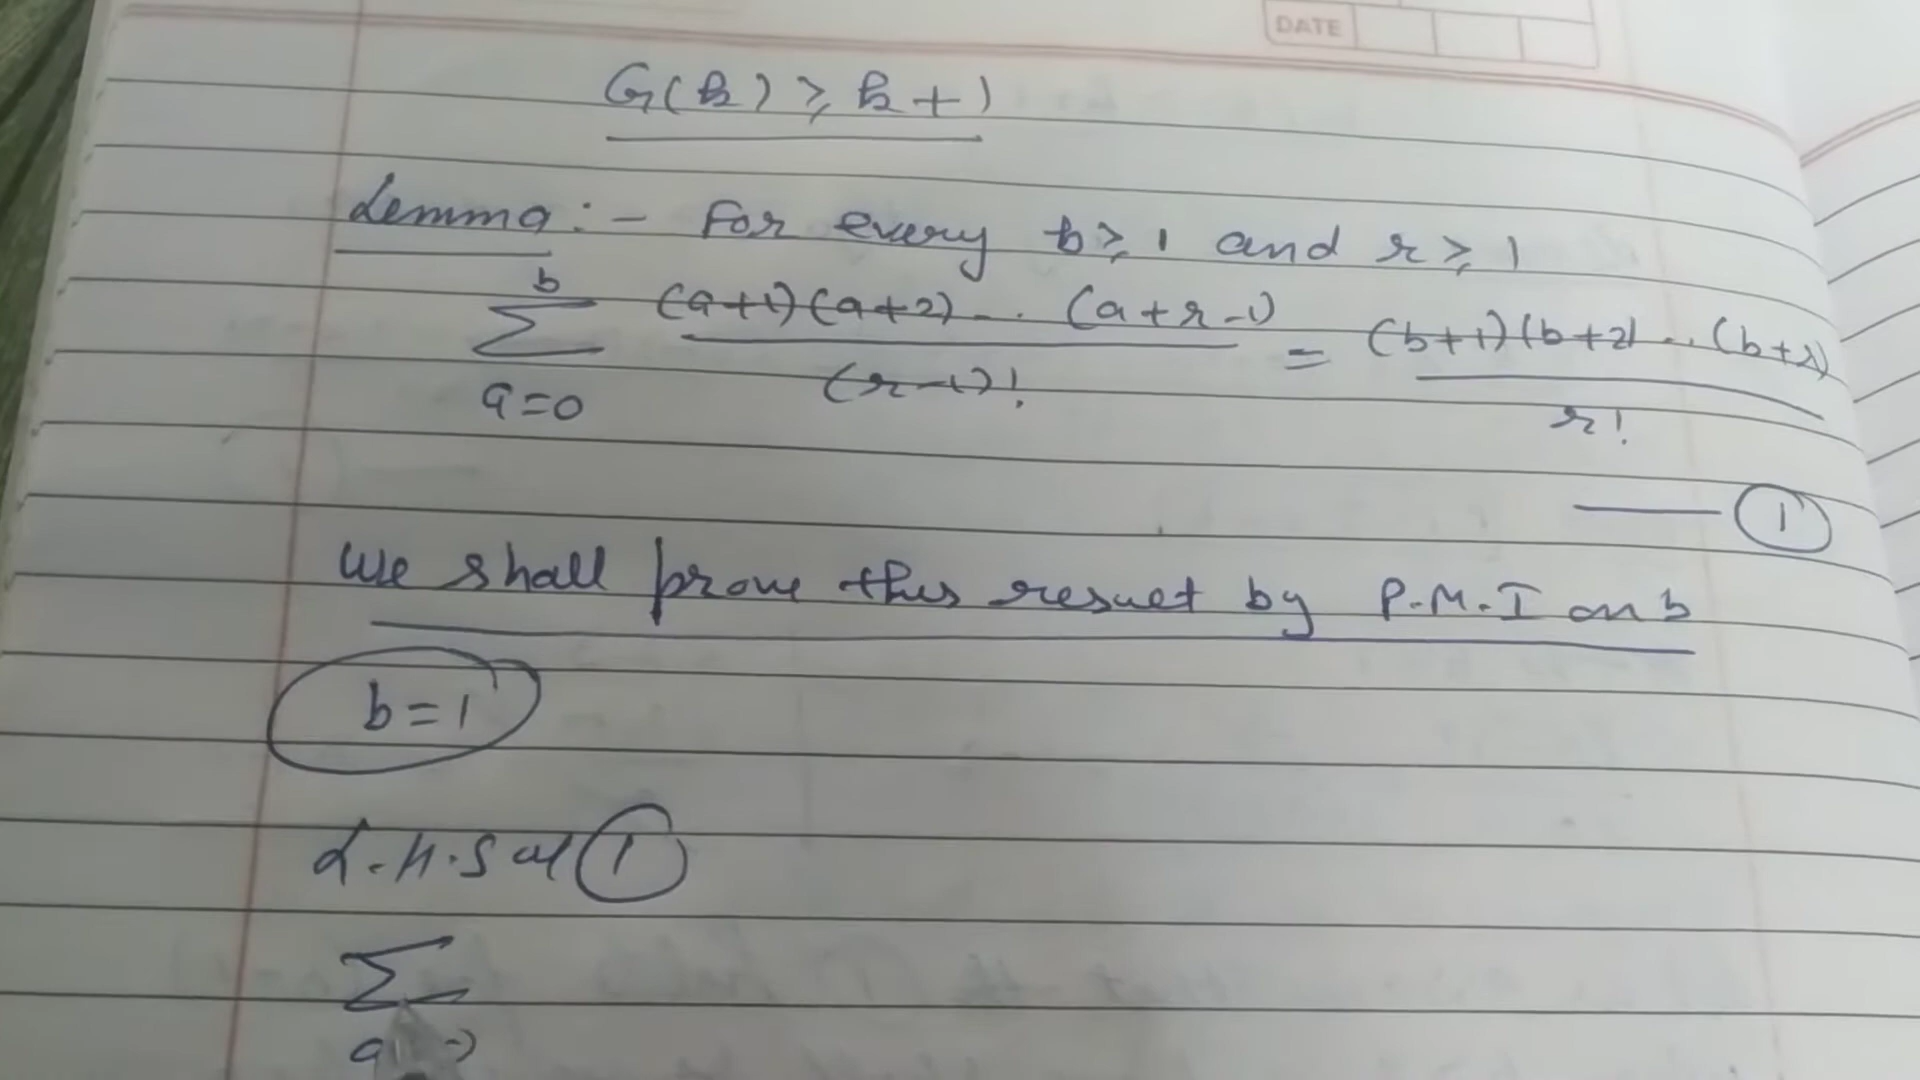 DATE
G(k) ≥ k+1
Lemma :- For every b ≥ 1 and r ≥ 1
b
∑ (a+1)(a+2)... (a+r-1) / (r-1)! = (b+1)(b+2)...(b+r) / r!
a=0
— ①
We shall prove this result by P.M.I on b
b=1
L.H.S of ①
∑
a